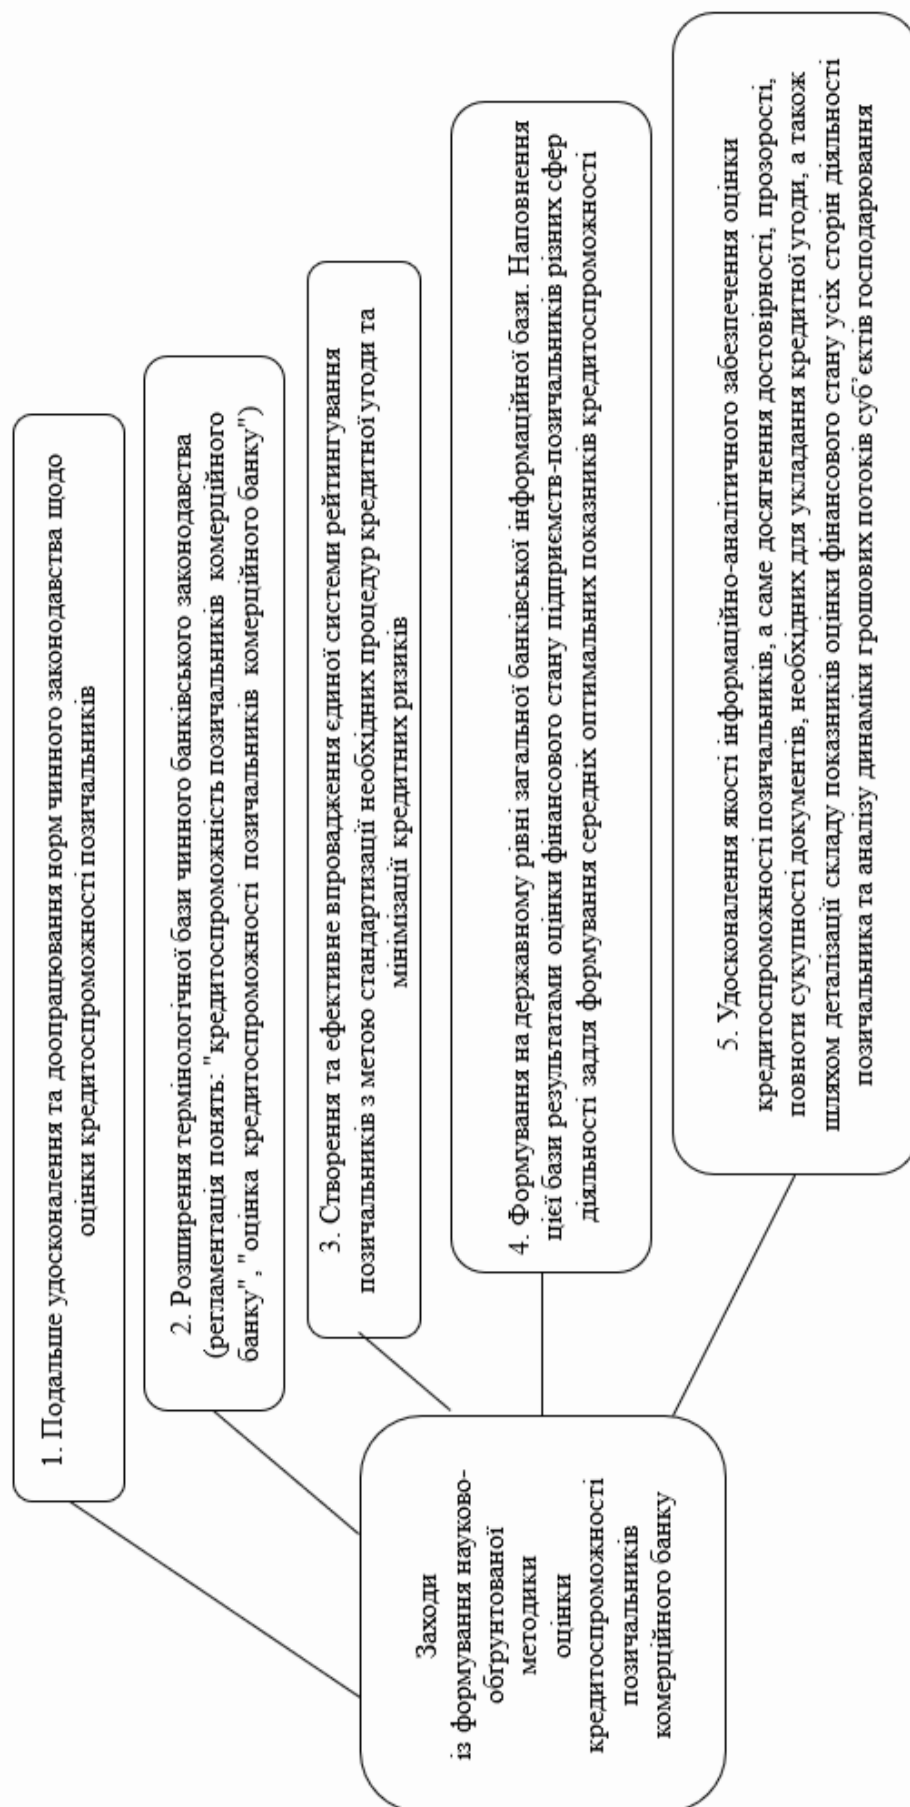 Заходи
із формування науково-
обґрунтованої
методики
оцінки
кредитоспроможності
позичальників
комерційного банку
1. Подальше удосконалення та доопрацювання норм чинного законодавства щодо
оцінки кредитоспроможності позичальників
2. Розширення термінологічної бази чинного банківського законодавства
(регламентація понять: "кредитоспроможність позичальників комерційного
банку", "оцінка кредитоспроможності позичальників комерційного банку")
3. Створення та ефективне впровадження єдиної системи рейтингування
позичальників з метою стандартизації необхідних процедур кредитної угоди та
мінімізації кредитних ризиків
4. Формування на державному рівні загальної банківської інформаційної бази. Наповнення
цієї бази результатами оцінки фінансового стану підприємств-позичальників різних сфер
діяльності задля формування середніх оптимальних показників кредитоспроможності
5. Удосконалення якості інформаційно-аналітичного забезпечення оцінки
кредитоспроможності позичальників, а саме досягнення достовірності, прозорості,
повноти сукупності документів, необхідних для укладання кредитної угоди, а також
шляхом деталізації складу показників оцінки фінансового стану усіх сторін діяльності
позичальника та аналізу динаміки грошових потоків суб’єктів господарювання